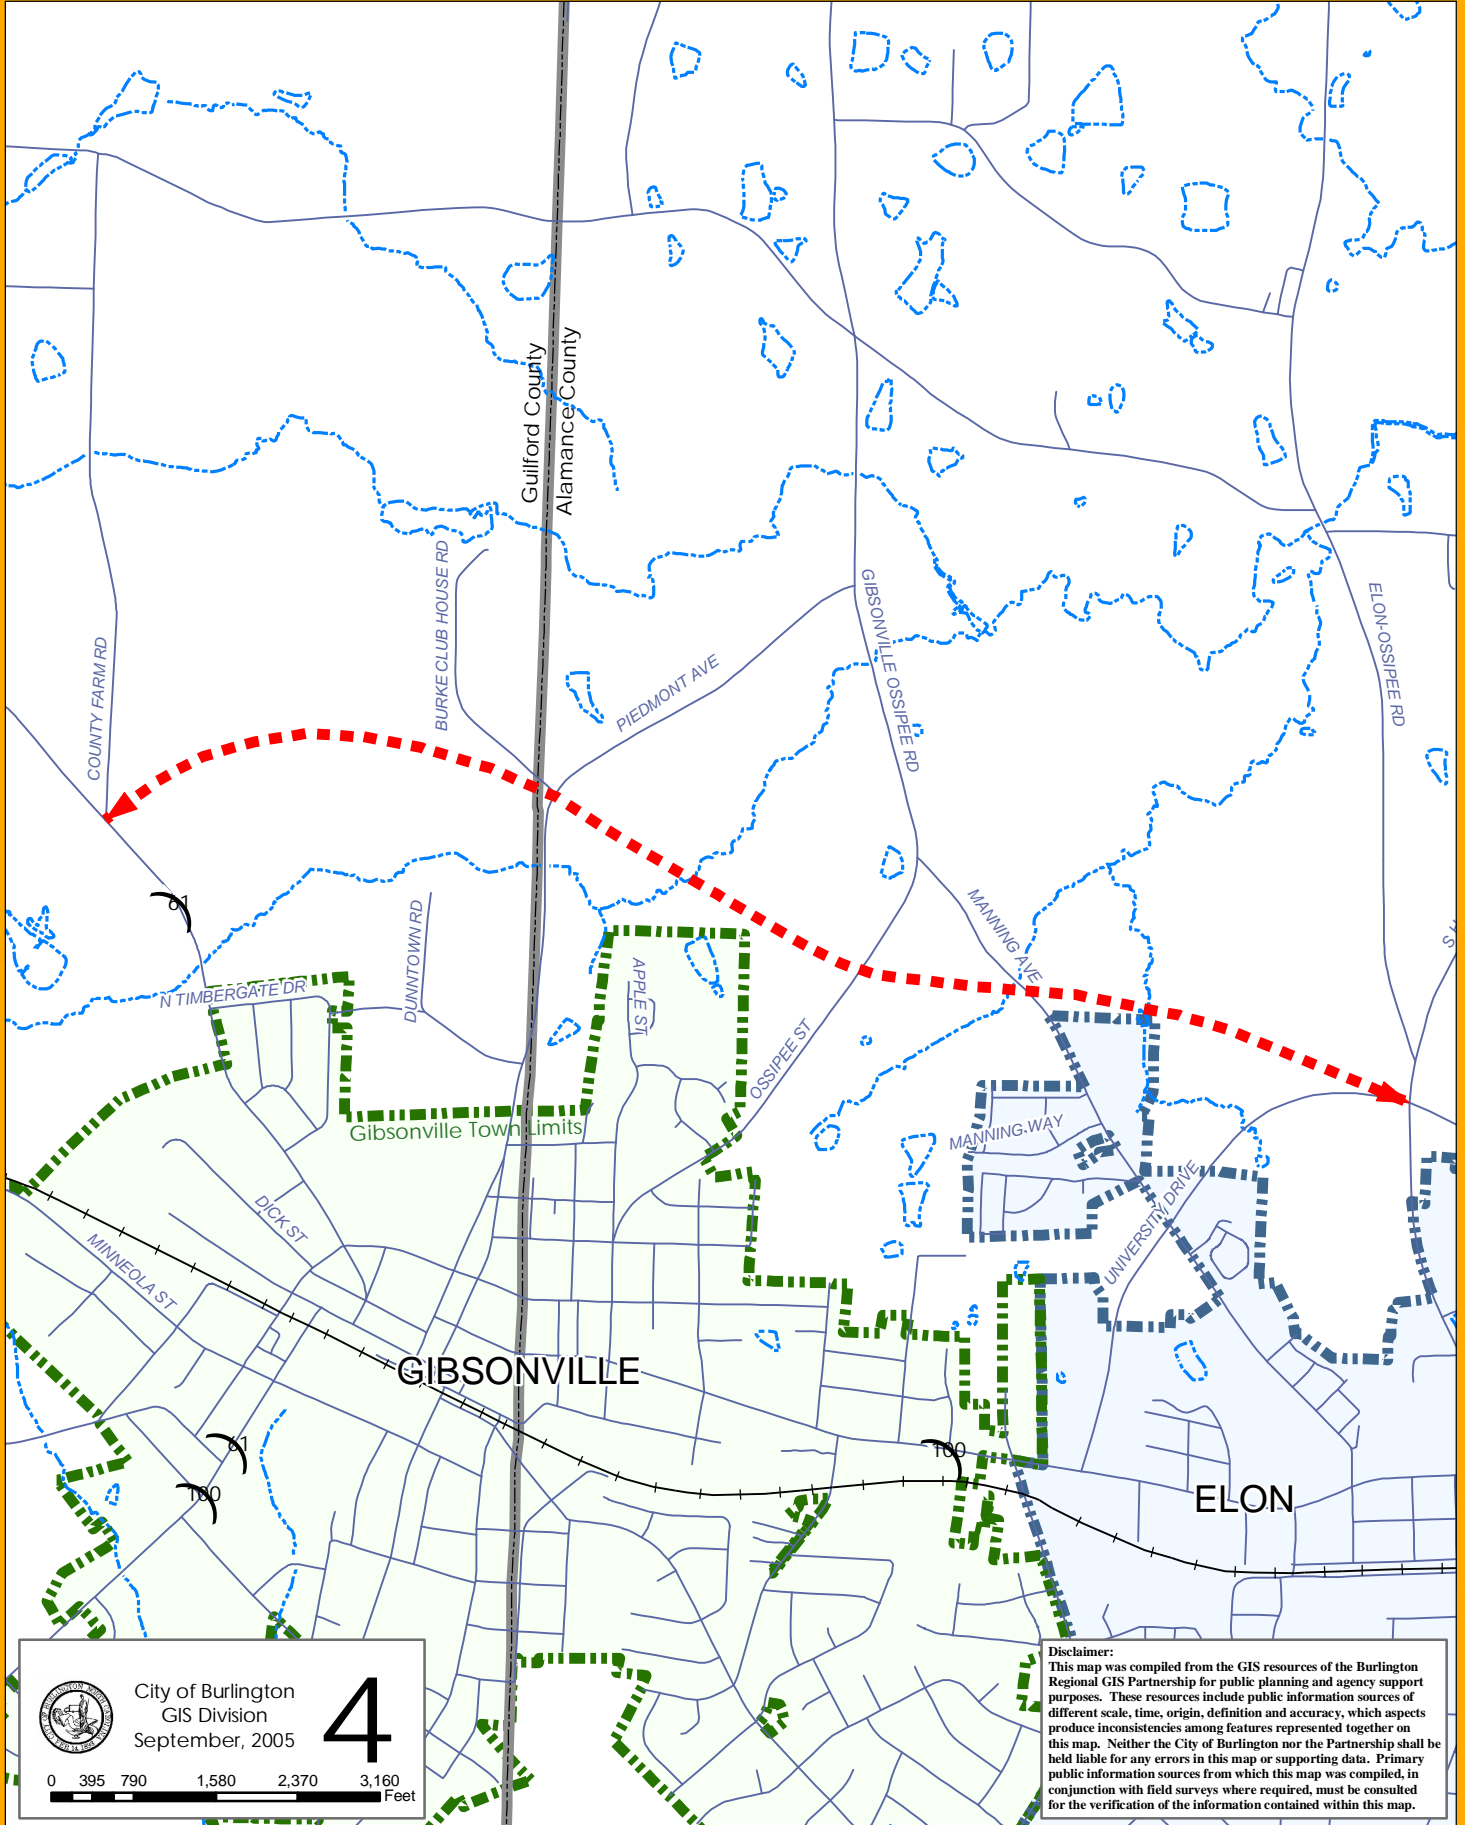 Guilford County
Alamance County
BURKE CLUB HOUSE RD
COUNTY FARM RD
PIEDMONT AVE
GIBSONVILLE OSSIPEE RD
ELON-OSSIPEE RD
61
MANNING AVE
DUNNTOWN RD
N TIMBERGATE DR
APPLE ST
OSSIPEE ST
Gibsonville Town Limits
MANNING WAY
UNIVERSITY DRIVE
DICK ST
MINNEOLA ST
GIBSONVILLE
61
100
100
ELON
City of Burlington
GIS Division
September, 2005
4
0 395 790 1,580 2,370 3,160
Feet
Disclaimer:
This map was compiled from the GIS resources of the Burlington
Regional GIS Partnership for public planning and agency support
purposes. These resources include public information sources of
different scale, time, origin, definition and accuracy, which aspects
produce inconsistencies among features represented together on
this map. Neither the City of Burlington nor the Partnership shall be
held liable for any errors in this map or supporting data. Primary
public information sources from which this map was compiled, in
conjunction with field surveys where required, must be consulted
for the verification of the information contained within this map.